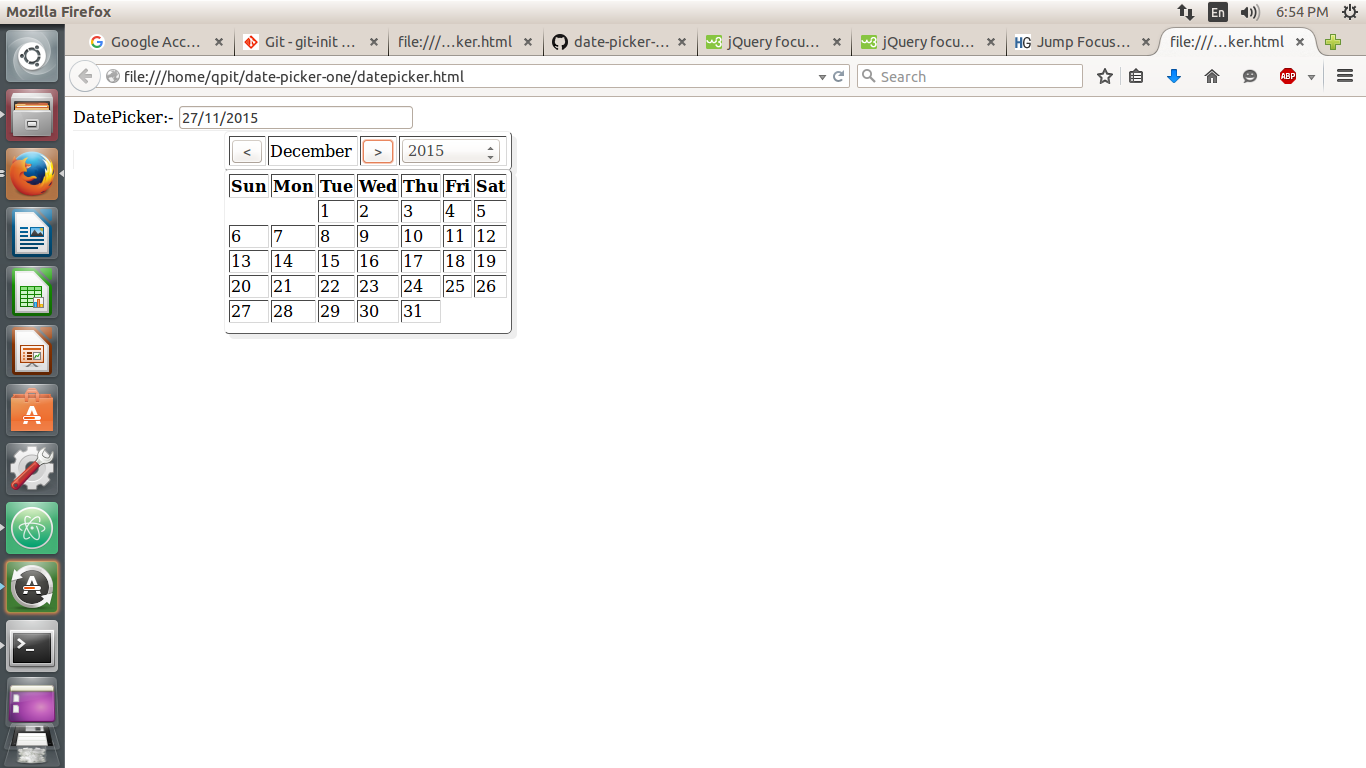 Mozilla Firefox En 6:54 PM
Google Acc... Git - git-init ... file:///...ker.html date-picker-... jQuery focu... jQuery focu... HG Jump Focus... file:///...ker.html
file:///home/qpit/date-picker-one/datepicker.html Search ABP
DatePicker:- 27/11/2015
< December > 2015
Sun Mon Tue Wed Thu Fri Sat
1 2 3 4 5
6 7 8 9 10 11 12
13 14 15 16 17 18 19
20 21 22 23 24 25 26
27 28 29 30 31